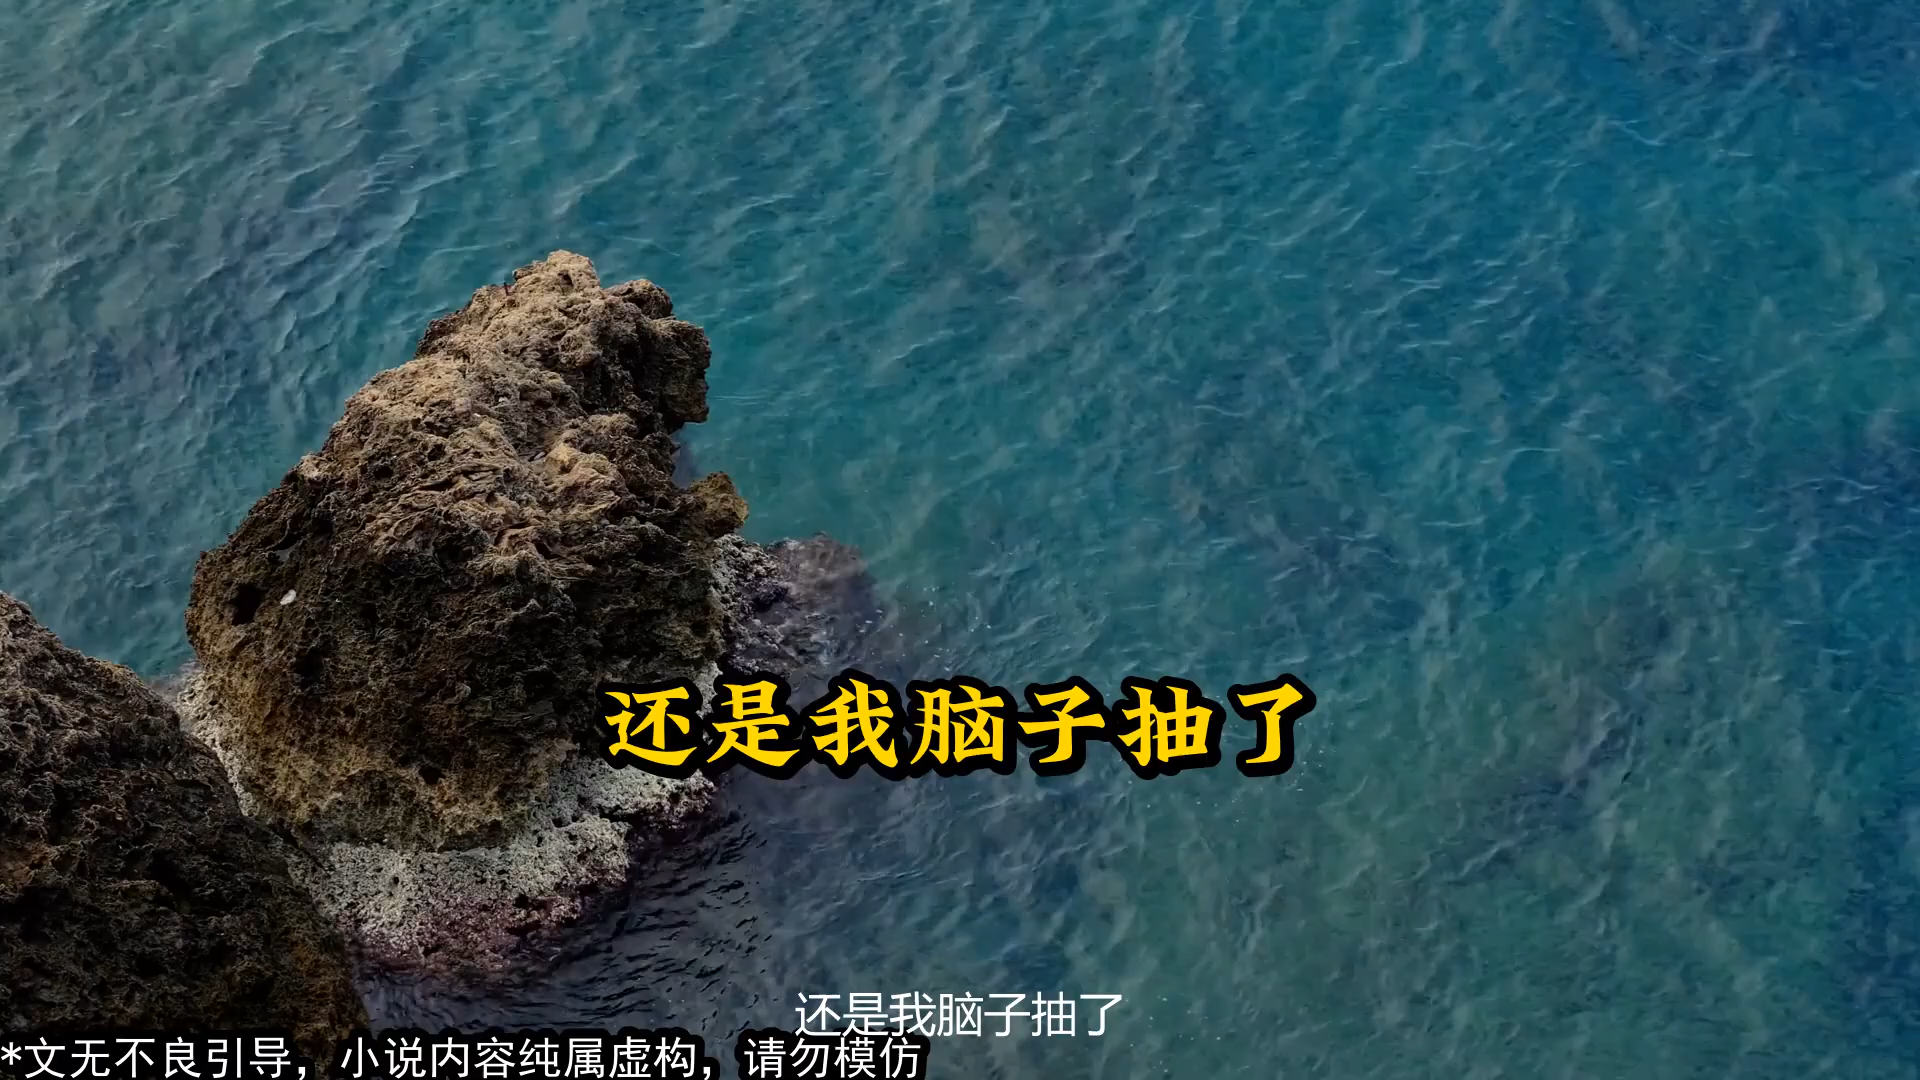 还是我脑子抽了
还是我脑子抽了
*文无不良引导，小说内容纯属虚构，请勿模仿